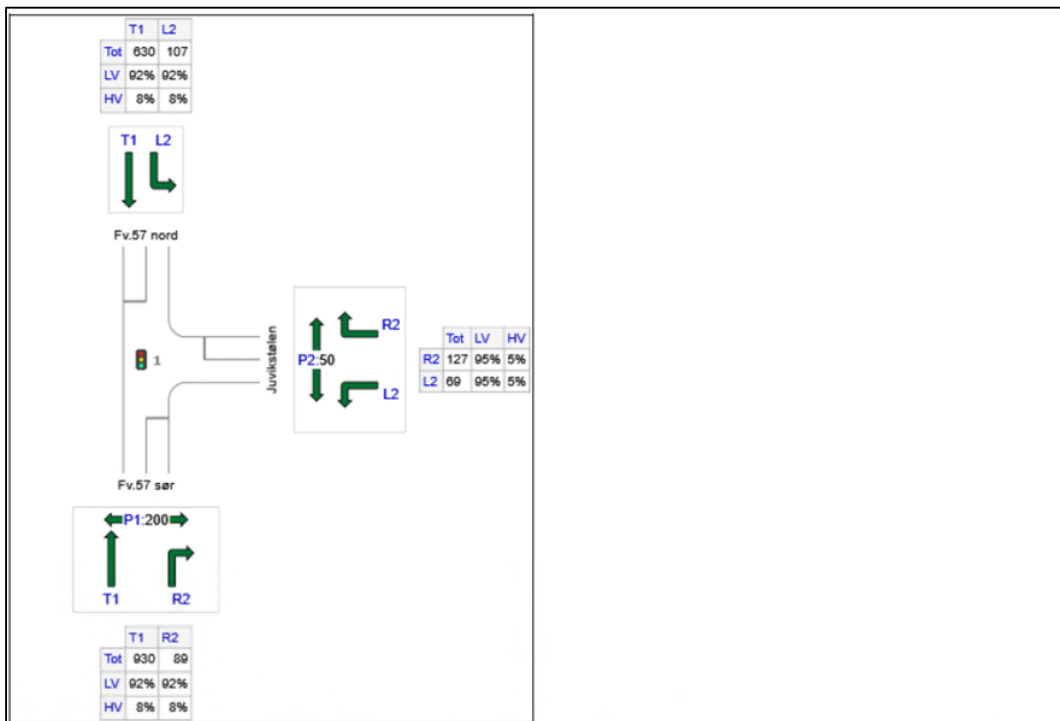 T1 L2
Tot 630 107
LV 92% 92%
HV 8% 8%
T1 L2
Fv.57 nord
1
Juvikstølen
P2:50
R2
L2
Tot LV HV
R2 127 95% 5%
L2 69 95% 5%
Fv.57 sør
P1:200
T1 R2
T1 R2
Tot 930 89
LV 92% 92%
HV 8% 8%